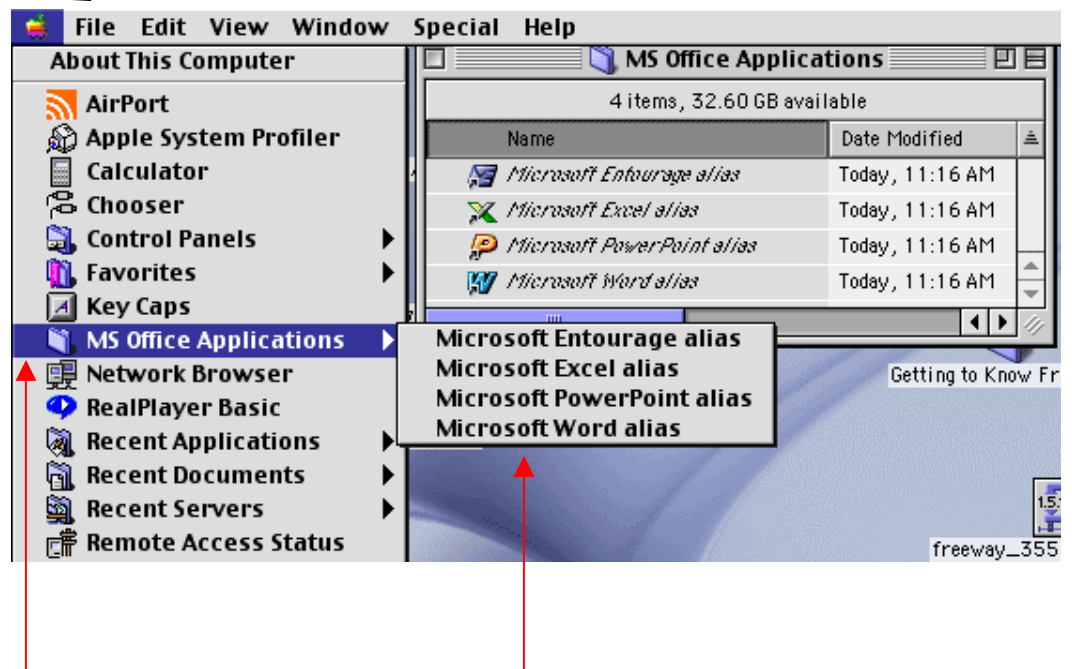 File Edit View Window Special Help
About This Computer
AirPort
Apple System Profiler
Calculator
Chooser
Control Panels
Favorites
Key Caps
MS Office Applications
Network Browser
RealPlayer Basic
Recent Applications
Recent Documents
Recent Servers
Remote Access Status
MS Office Applications
4 items, 32.60 GB available
Name Date Modified
Microsoft Entourage alias Today, 11:16 AM
Microsoft Excel alias Today, 11:16 AM
Microsoft PowerPoint alias Today, 11:16 AM
Microsoft Word alias Today, 11:16 AM
Microsoft Entourage alias
Microsoft Excel alias
Microsoft PowerPoint alias
Microsoft Word alias
Getting to Know Fr
1.5.
freeway_355